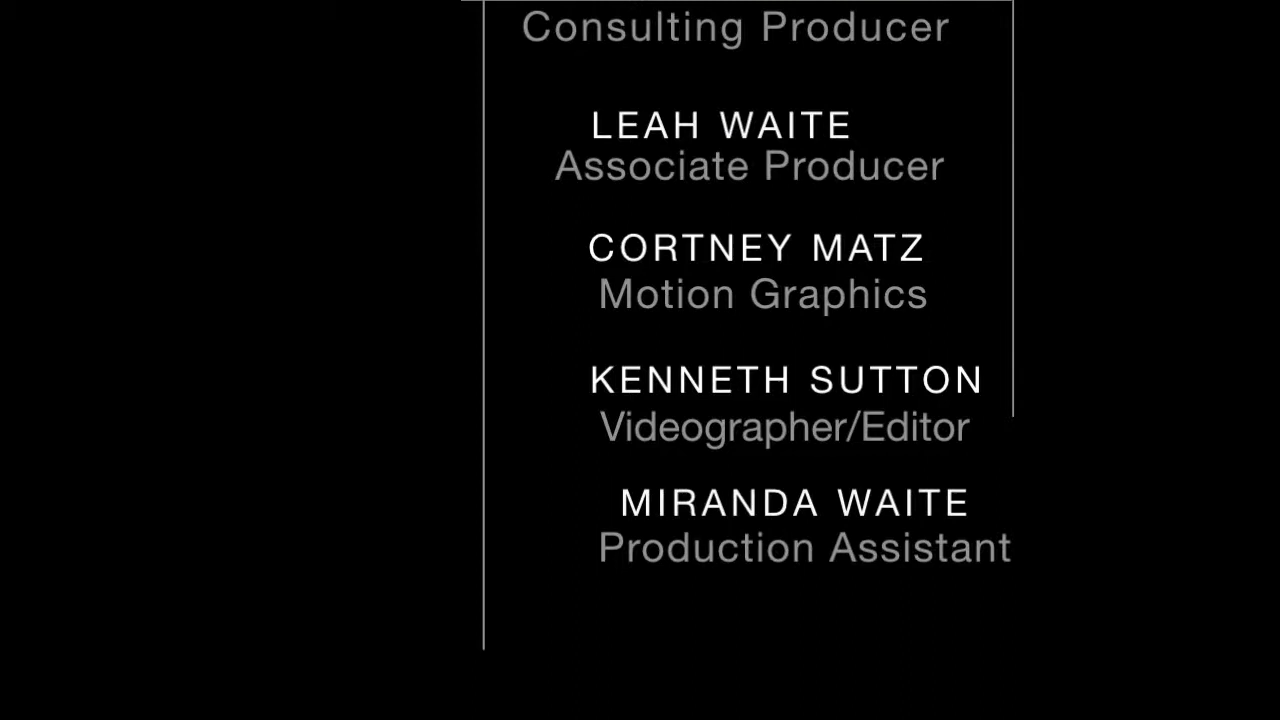 Consulting Producer
LEAH WAITE
Associate Producer
CORTNEY MATZ
Motion Graphics
KENNETH SUTTON
Videographer/Editor
MIRANDA WAITE
Production Assistant